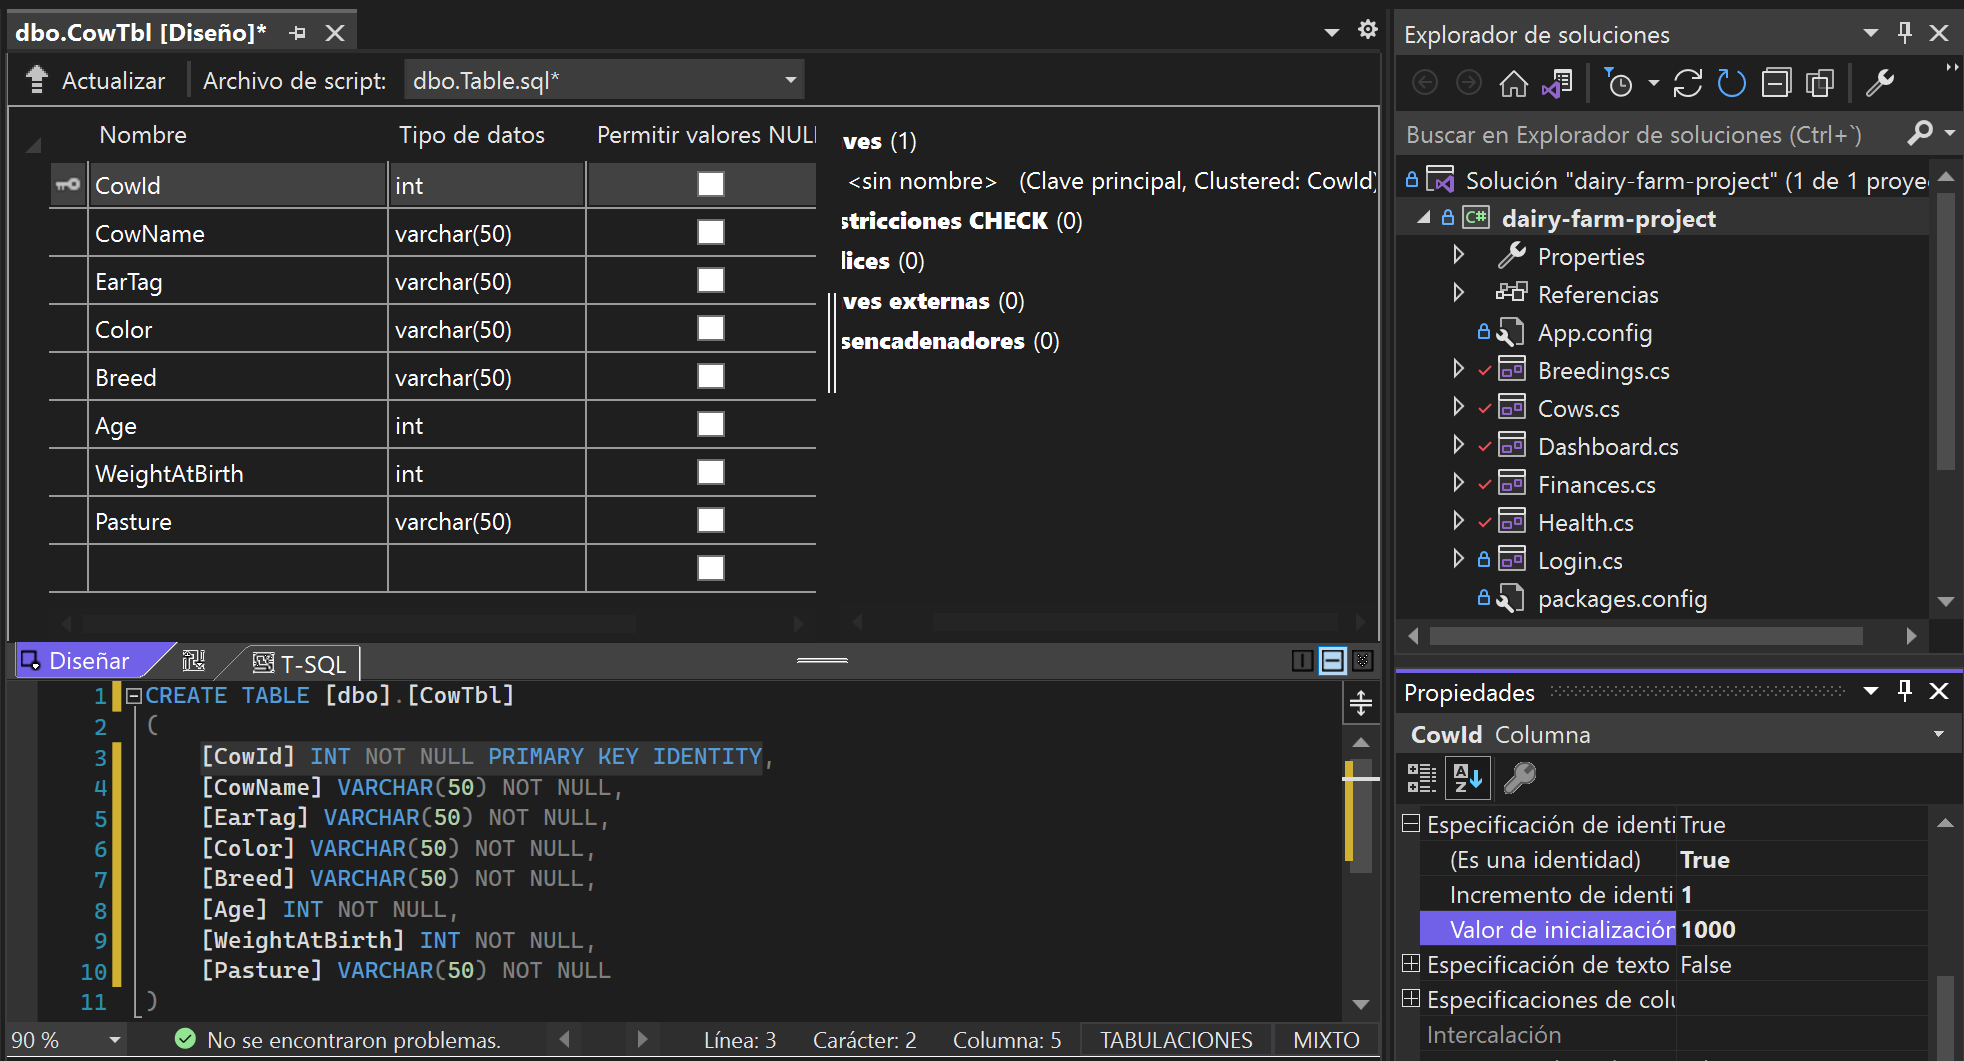 dbo.CowTbl [Diseño]*
Actualizar
Archivo de script:
dbo.Table.sql*
Nombre
Tipo de datos
Permitir valores NUL
CowId
int
CowName
varchar(50)
EarTag
varchar(50)
Color
varchar(50)
Breed
varchar(50)
Age
int
WeightAtBirth
int
Pasture
varchar(50)
ves (1)
<sin nombre> (Clave principal, Clustered: CowId)
stricciones CHECK (0)
lices (0)
ves externas (0)
sencadenadores (0)
Diseñar
T-SQL
1 CREATE TABLE [dbo].[CowTbl]
2 (
3 [CowId] INT NOT NULL PRIMARY KEY IDENTITY,
4 [CowName] VARCHAR(50) NOT NULL,
5 [EarTag] VARCHAR(50) NOT NULL,
6 [Color] VARCHAR(50) NOT NULL,
7 [Breed] VARCHAR(50) NOT NULL,
8 [Age] INT NOT NULL,
9 [WeightAtBirth] INT NOT NULL,
10 [Pasture] VARCHAR(50) NOT NULL
11 )
90 %
No se encontraron problemas.
Línea: 3
Carácter: 2
Columna: 5
TABULACIONES
MIXTO
Explorador de soluciones
Buscar en Explorador de soluciones (Ctrl+`)
Solución "dairy-farm-project" (1 de 1 proye
C# dairy-farm-project
Properties
Referencias
App.config
Breedings.cs
Cows.cs
Dashboard.cs
Finances.cs
Health.cs
Login.cs
packages.config
Propiedades
CowId Columna
Especificación de identi True
(Es una identidad) True
Incremento de identi 1
Valor de inicialización 1000
Especificación de texto False
Especificaciones de colu
Intercalación